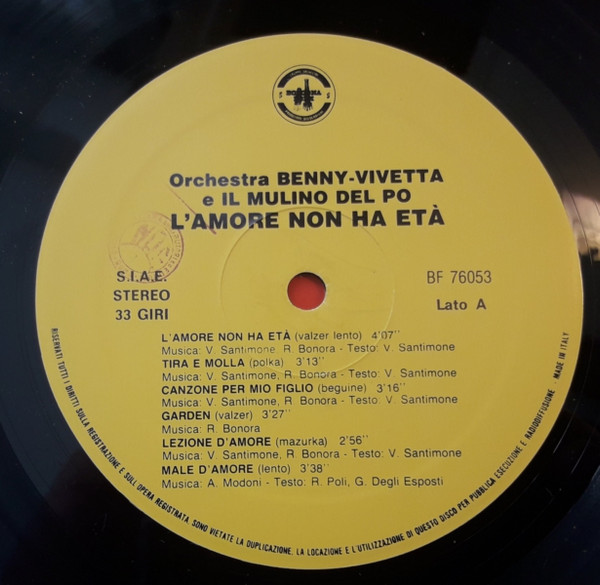 Orchestra BENNY-VIVETTA
e IL MULINO DEL PO
L'AMORE NON HA ETÀ
S.I.A.E.
STEREO
33 GIRI
BF 76053
Lato A
L'AMORE NON HA ETÀ (valzer lento) 4'07''
Musica: V. Santimone, R. Bonora - Testo: V. Santimone
TIRA E MOLLA (polka) 3'13''
Musica: V. Santimone, R. Bonora - Testo: V. Santimone
CANZONE PER MIO FIGLIO (beguine) 3'16''
Musica: V. Santimone, R. Bonora - Testo: V. Santimone
GARDEN (valzer) 3'27''
Musica: R. Bonora
LEZIONE D'AMORE (mazurka) 2'56''
Musica: V. Santimone, R. Bonora - Testo: V. Santimone
MALE D'AMORE (lento) 3'38''
Musica: A. Modoni - Testo: R. Poli, G. Degli Esposti
RISERVATI TUTTI I DIRITTI SULLA REGISTRAZIONE E SULL'OPERA REGISTRATA SONO VIETATE LA DUPLICAZIONE. LA LOCAZIONE E L'UTILIZZAZIONE DI QUESTO DISCO PER PUBBLICA ESECUZIONE E RADIODIFFUSIONE. MADE IN ITALY